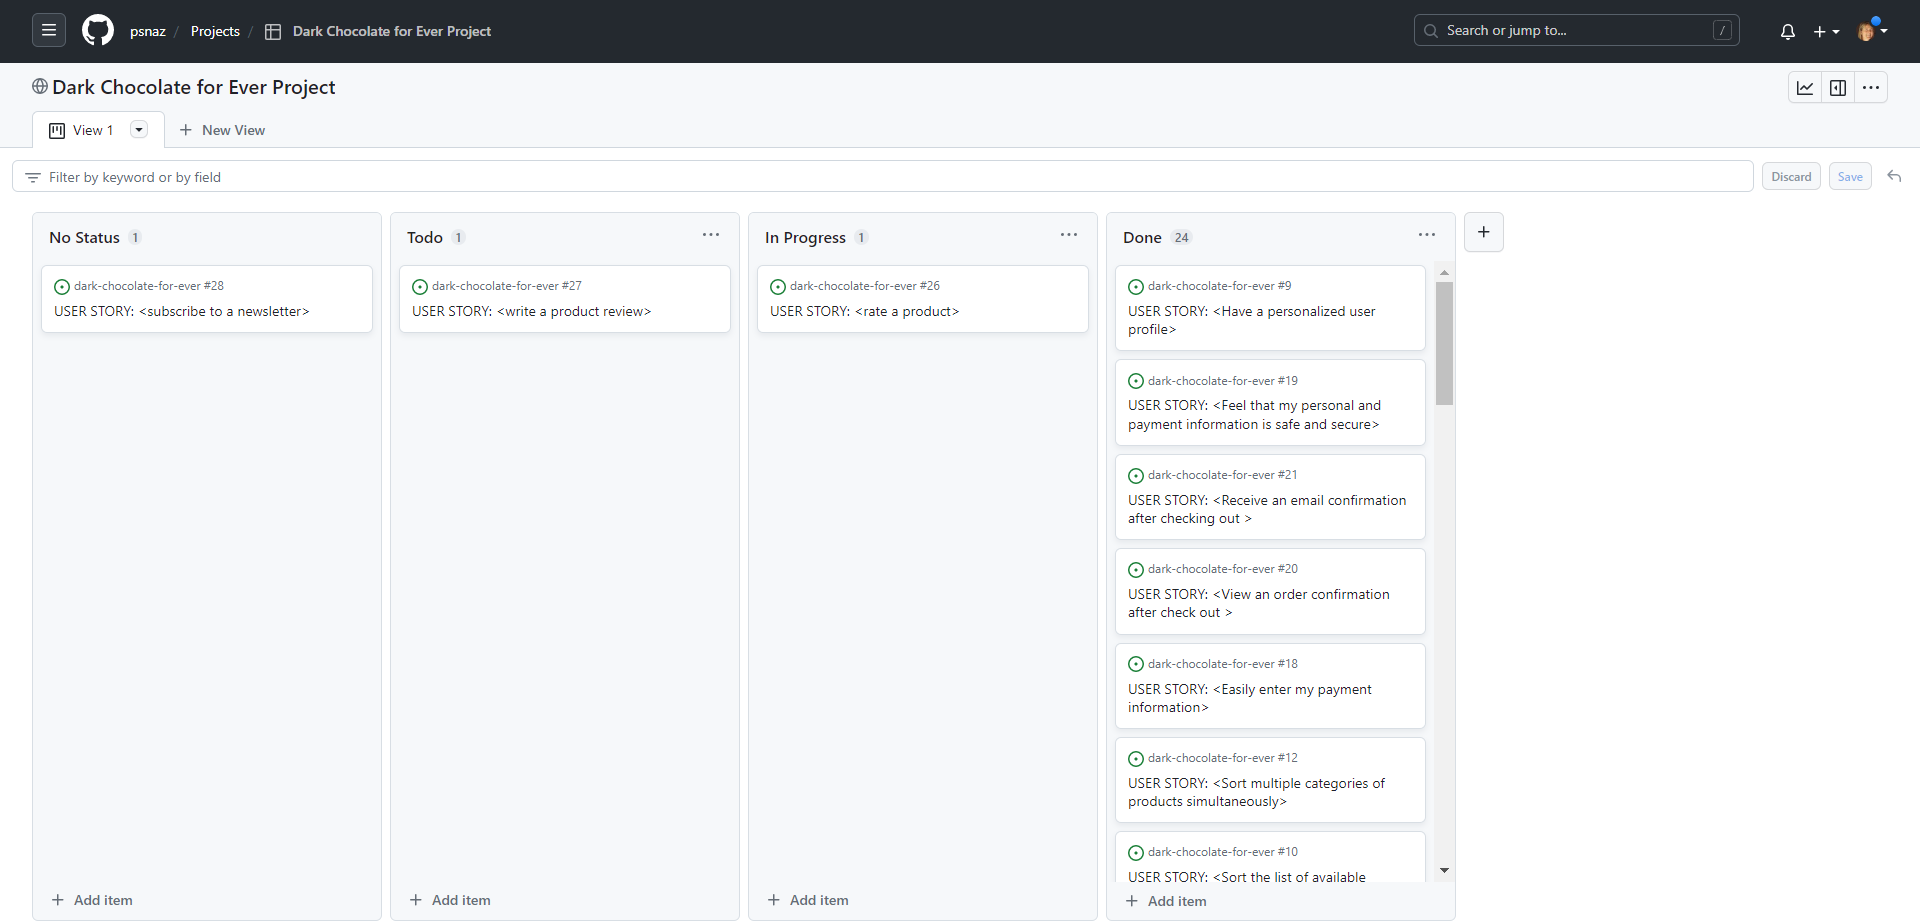 psnaz / Projects / Dark Chocolate for Ever Project
Search or jump to... /
Dark Chocolate for Ever Project
View 1
New View
Filter by keyword or by field
Discard
Save
No Status 1
dark-chocolate-for-ever #28
USER STORY: <subscribe to a newsletter>
Add item
Todo 1
dark-chocolate-for-ever #27
USER STORY: <write a product review>
Add item
In Progress 1
dark-chocolate-for-ever #26
USER STORY: <rate a product>
Add item
Done 24
dark-chocolate-for-ever #9
USER STORY: <Have a personalized user
profile>
dark-chocolate-for-ever #19
USER STORY: <Feel that my personal and
payment information is safe and secure>
dark-chocolate-for-ever #21
USER STORY: <Receive an email confirmation
after checking out >
dark-chocolate-for-ever #20
USER STORY: <View an order confirmation
after check out >
dark-chocolate-for-ever #18
USER STORY: <Easily enter my payment
information>
dark-chocolate-for-ever #12
USER STORY: <Sort multiple categories of
products simultaneously>
dark-chocolate-for-ever #10
USER STORY: <Sort the list of available
Add item